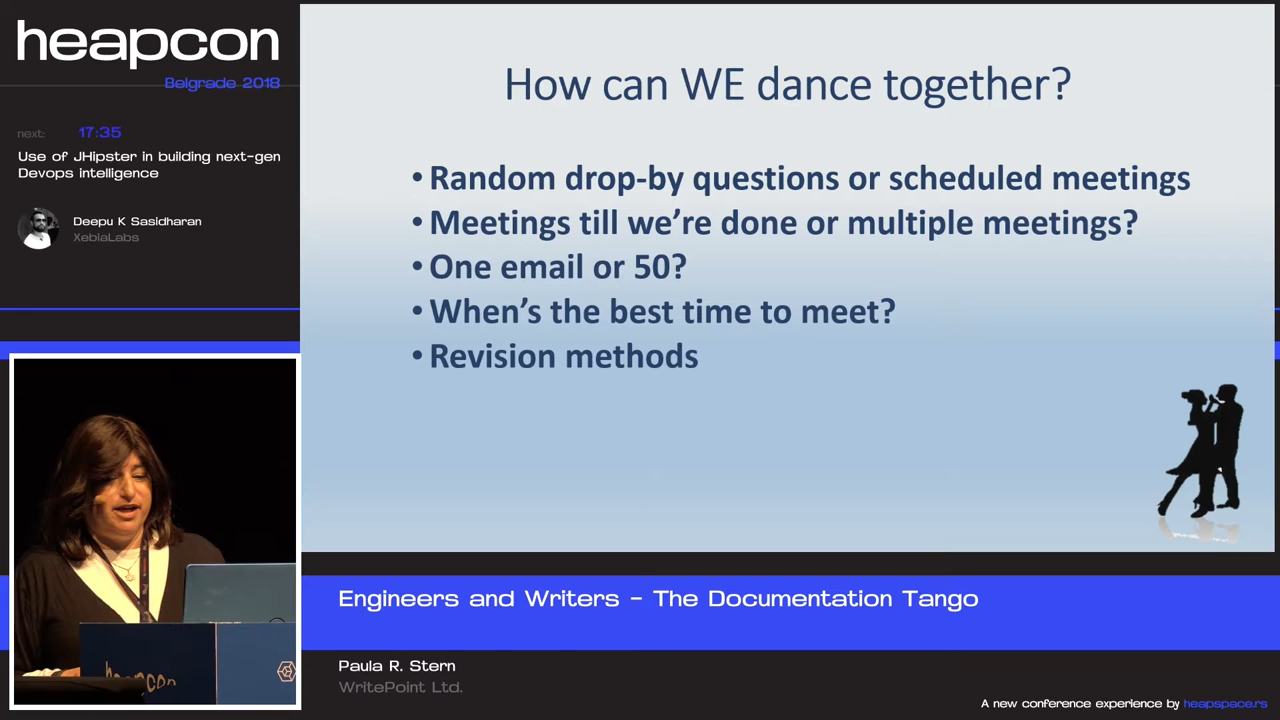 heapcon
Belgrade 2018
next: 17:35
Use of JHipster in building next-gen
Devops intelligence
Deepu K Sasidharan
XebiaLabs
How can WE dance together?
• Random drop-by questions or scheduled meetings
• Meetings till we're done or multiple meetings?
• One email or 50?
• When's the best time to meet?
• Revision methods
heapcon
Engineers and Writers - The Documentation Tango
Paula R. Stern
WritePoint Ltd.
A new conference experience by heapspace.rs